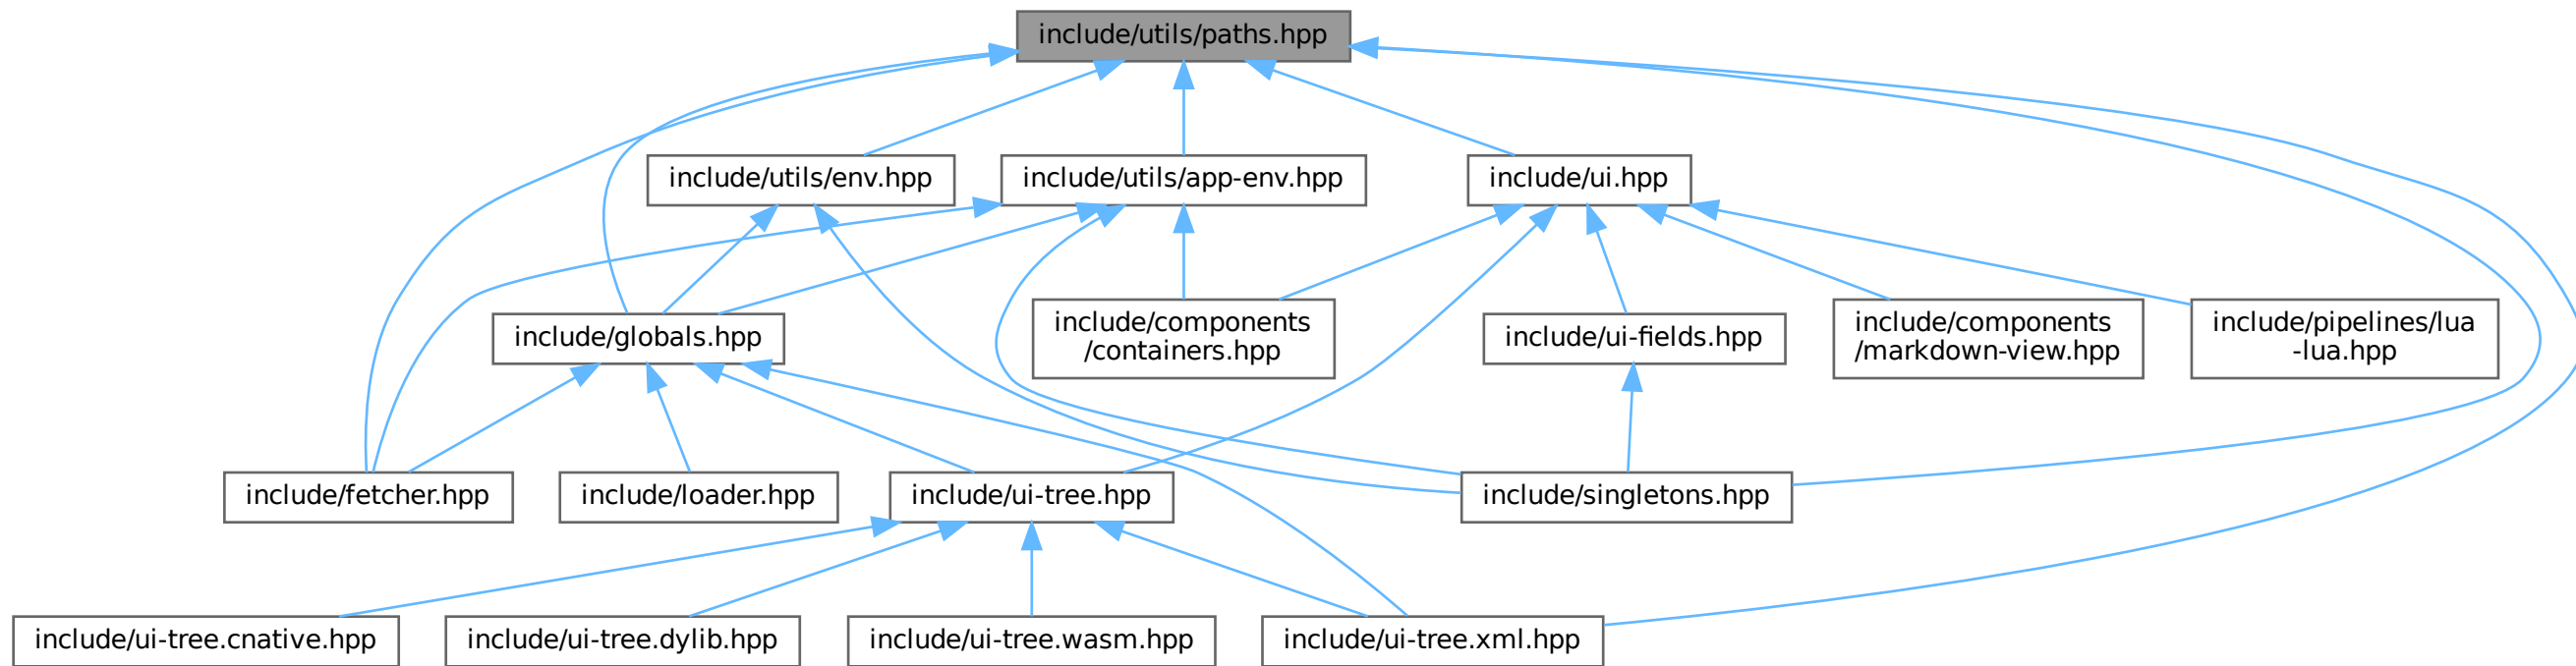 include/utils/paths.hpp
include/utils/env.hpp
include/utils/app-env.hpp
include/ui.hpp
include/globals.hpp
include/components
/containers.hpp
include/ui-fields.hpp
include/components
/markdown-view.hpp
include/pipelines/lua
-lua.hpp
include/fetcher.hpp
include/loader.hpp
include/ui-tree.hpp
include/singletons.hpp
include/ui-tree.cnative.hpp
include/ui-tree.dylib.hpp
include/ui-tree.wasm.hpp
include/ui-tree.xml.hpp